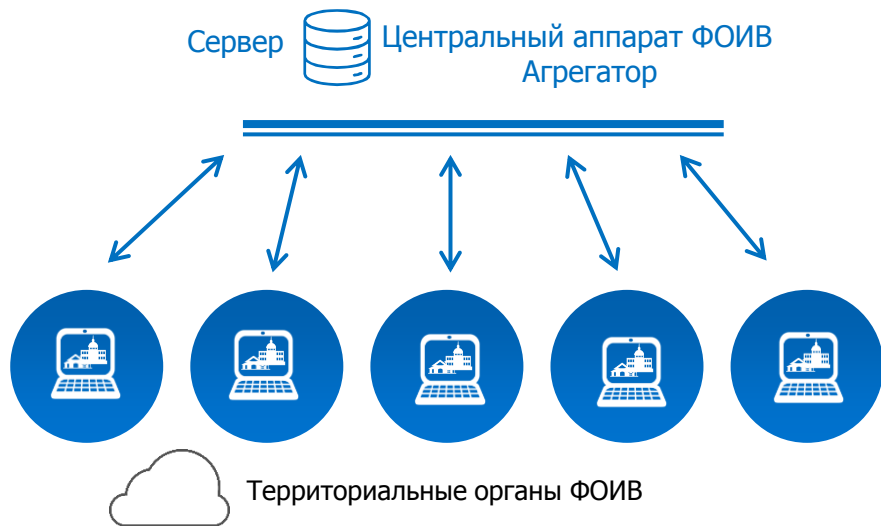 Сервер
Центральный аппарат ФОИВ
Агрегатор
Территориальные органы ФОИВ